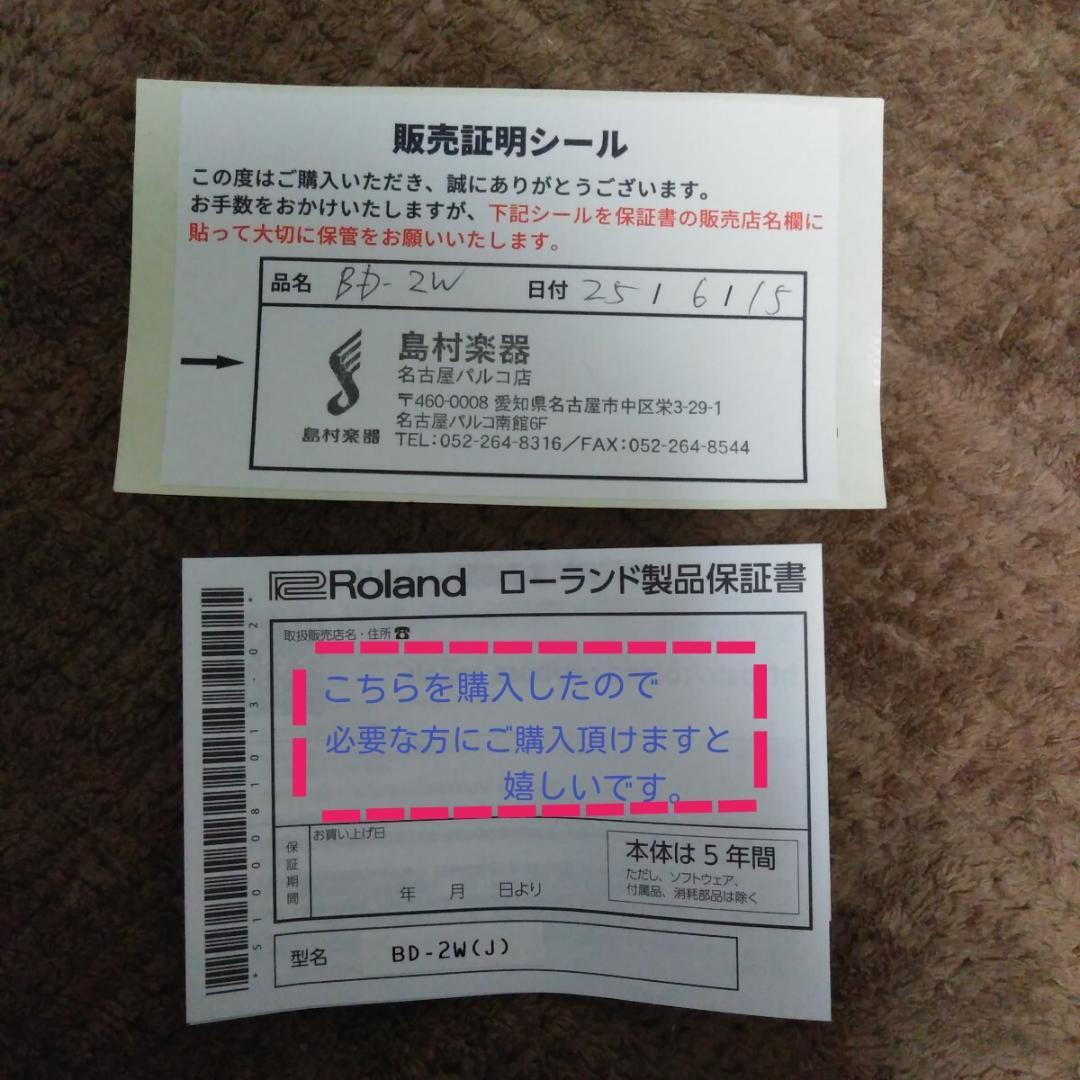 販売証明シール
この度はご購入いただき、誠にありがとうございます。
お手数をおかけいたしますが、下記シールを保証書の販売店名欄に
貼って大切に保管をお願いいたします。
品名 BD-2W 日付 25 / 6 / 15
島村楽器
名古屋パルコ店
〒460-0008 愛知県名古屋市中区栄3-29-1
名古屋パルコ南館6F
島村楽器 TEL:052-264-8316/FAX:052-264-8544
Roland ローランド製品保証書
取扱販売店名・住所☎
こちらを購入したので
必要な方にご購入頂けますと
嬉しいです。
保証期間
お買い上げ日
年 月 日より
本体は5年間
ただし、ソフトウェア、
付属品、消耗部品は除く
型名 BD-2W(J)
*5100081013-02*